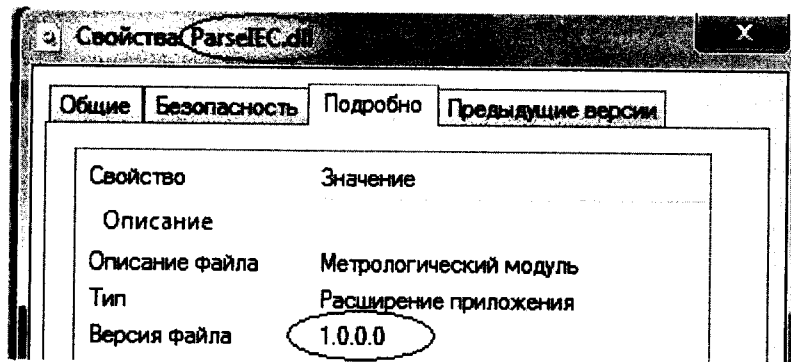 Свойства: ParseIEC.dll
X
Общие Безопасность Подробно Предыдущие версии
Свойство Значение
Описание
Описание файла Метрологический модуль
Тип Расширение приложения
Версия файла 1.0.0.0